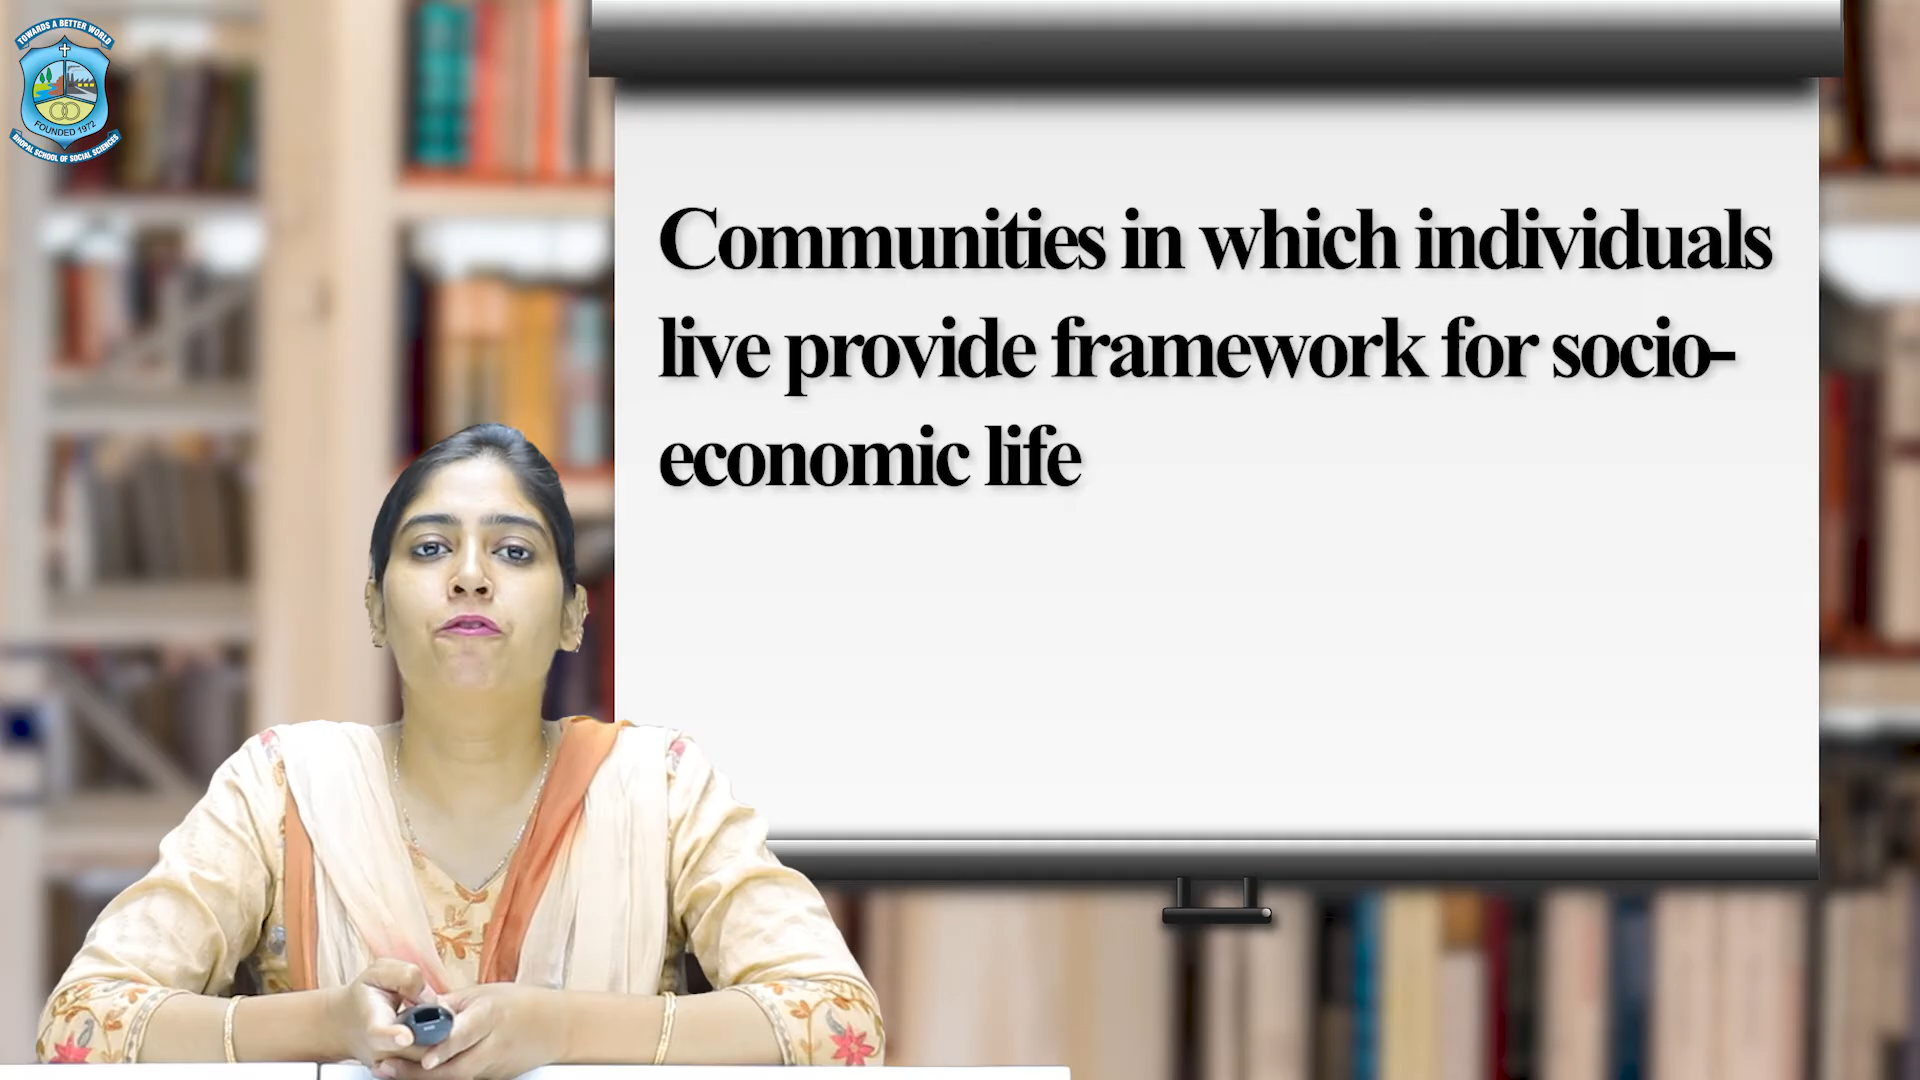 TOWARDS A BETTER WORLD
FOUNDED 1972
BHOPAL SCHOOL OF SOCIAL SCIENCES
Communities in which individuals
live provide framework for socio-
economic life